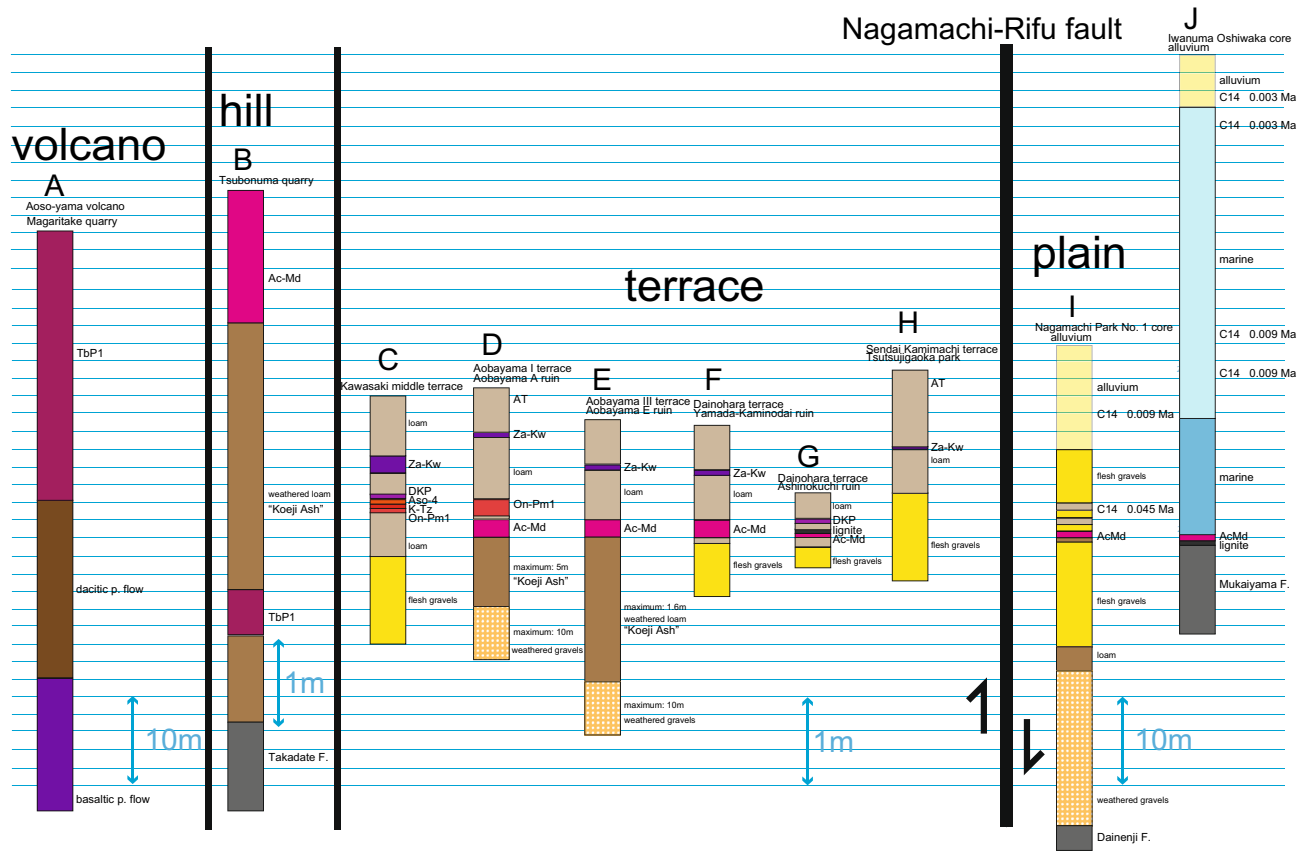 Nagamachi-Rifu fault
volcano
A
Aoso-yama volcano
Magaritake quarry
TbP1
dacitic p. flow
basaltic p. flow
10m
hill
B
Tsubonuma quarry
Ac-Md
weathered loam
"Koeji Ash"
TbP1
1m
Takadate F.
terrace
C
Kawasaki middle terrace
loam
Za-Kw
DKP
Aso-4
K-Tz
On-Pm1
loam
flesh gravels
D
Aobayama I terrace
Aobayama A ruin
AT
Za-Kw
loam
On-Pm1
Ac-Md
maximum: 5m
"Koeji Ash"
maximum: 10m
weathered gravels
E
Aobayama III terrace
Aobayama E ruin
Za-Kw
loam
Ac-Md
maximum: 1.6m
weathered loam
"Koeji Ash"
maximum: 10m
weathered gravels
F
Dainohara terrace
Yamada-Kaminodai ruin
Za-Kw
loam
Ac-Md
flesh gravels
G
Dainohara terrace
Ashinokuchi ruin
loam
DKP
lignite
Ac-Md
flesh gravels
1m
H
Sendai Kamimachi terrace
Tsutsujigaoka park
AT
Za-Kw
loam
flesh gravels
plain
I
Nagamachi Park No. 1 core
alluvium
alluvium
C14 0.009 Ma
flesh gravels
C14 0.045 Ma
AcMd
flesh gravels
loam
10m
weathered gravels
Dainenji F.
J
Iwanuma Oshiwaka core
alluvium
alluvium
C14 0.003 Ma
C14 0.003 Ma
marine
C14 0.009 Ma
C14 0.009 Ma
marine
AcMd
lignite
Mukaiyama F.